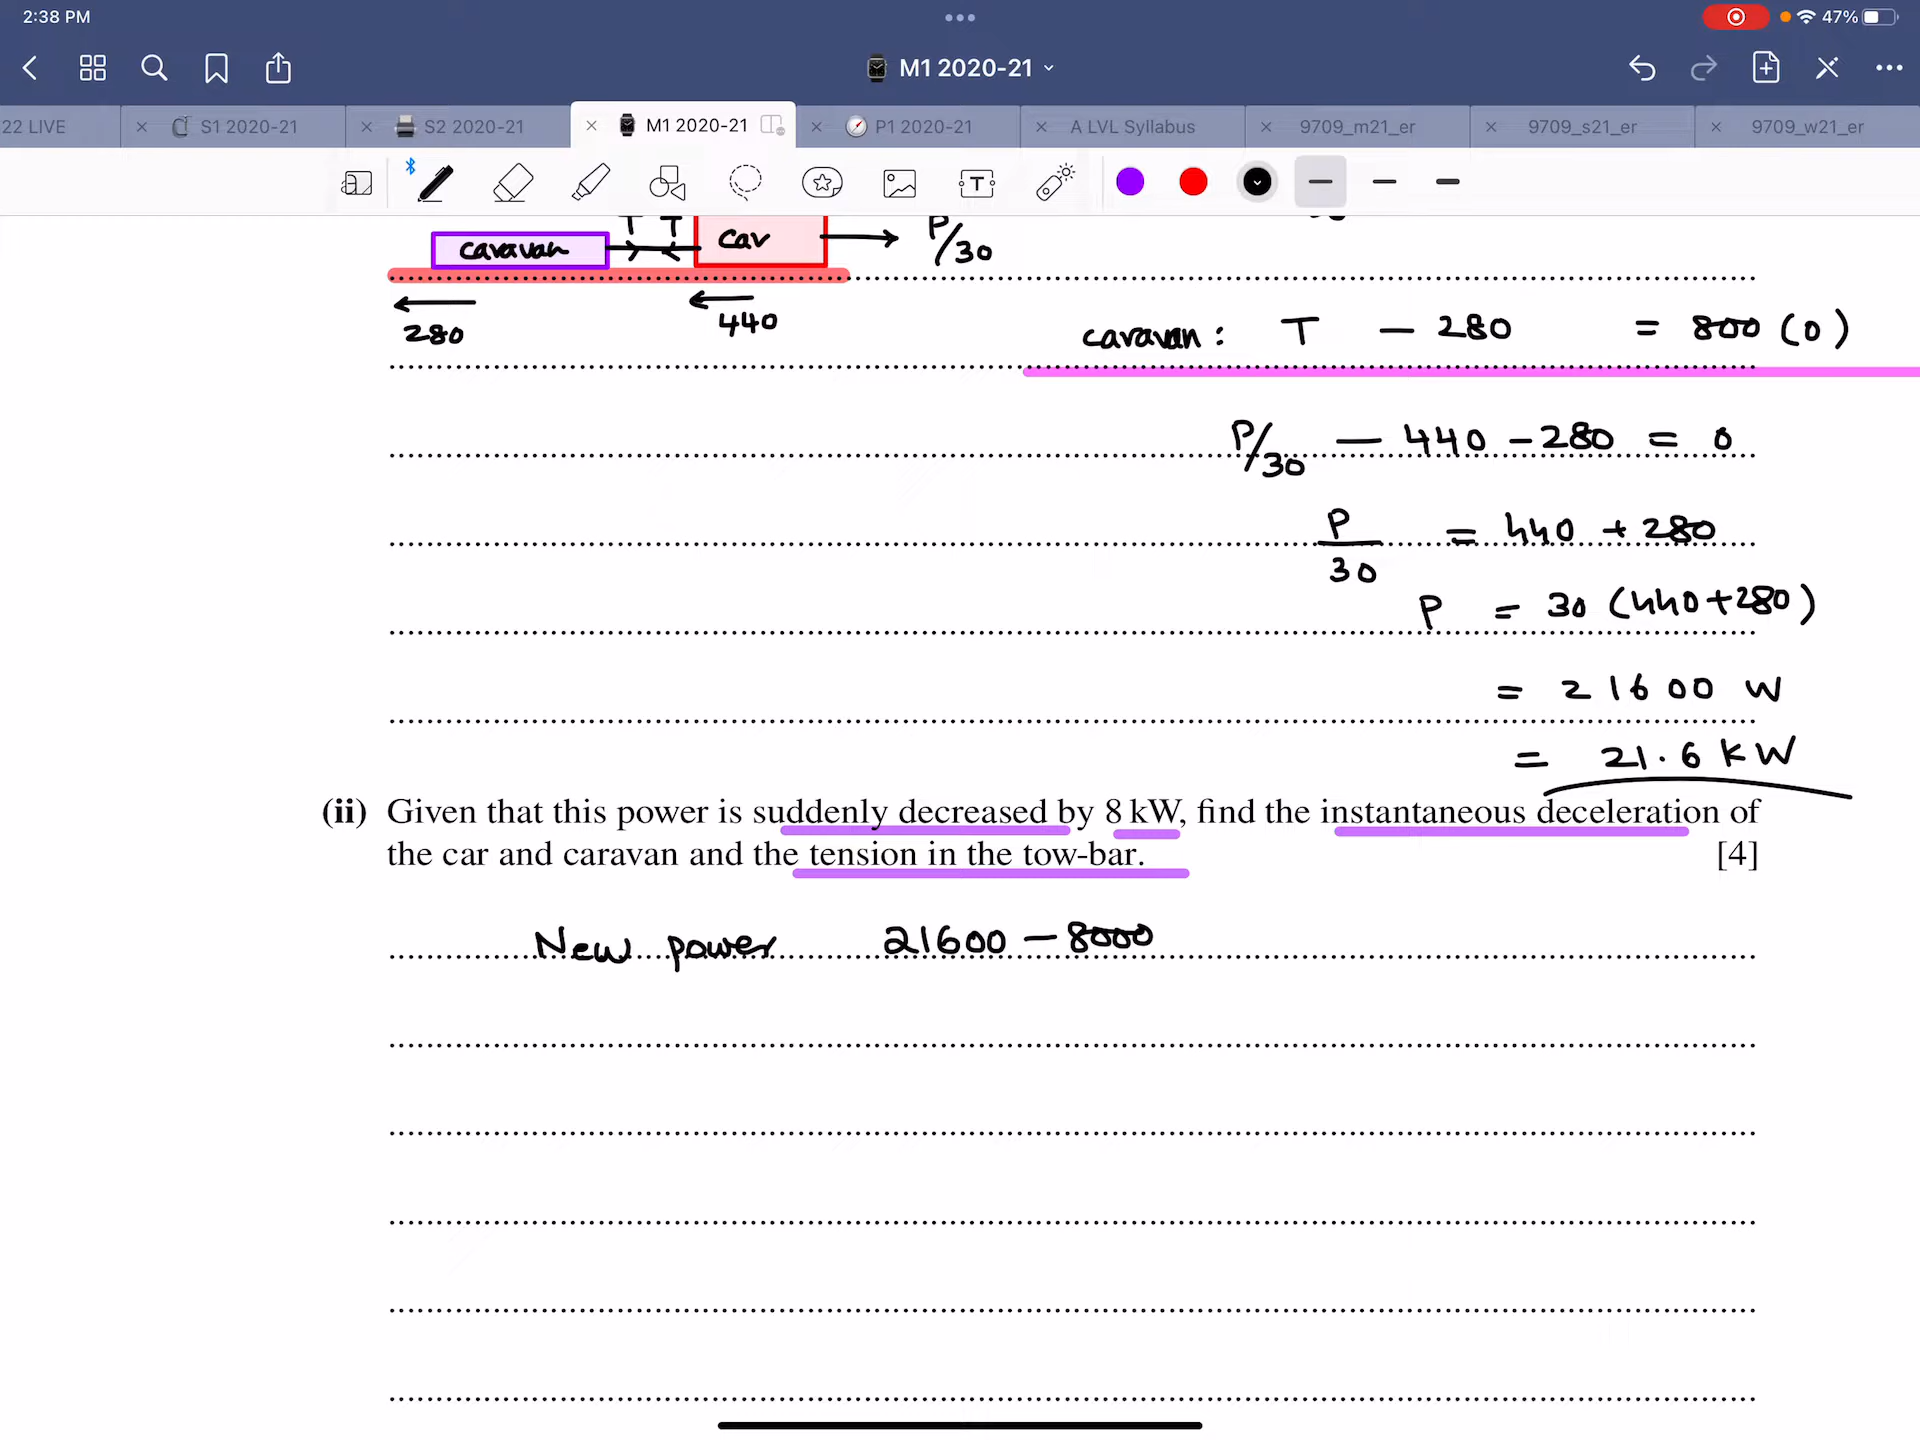 2:38 PM
47%
M1 2020-21
22 LIVE
S1 2020-21
S2 2020-21
M1 2020-21
P1 2020-21
A LVL Syllabus
9709_m21_er
9709_s21_er
9709_w21_er
T T
caravan
car
P/30
280
440
caravan: T — 280 = 800 (0)
P/30 — 440 - 280 = 0
P/30 = 440 + 280
P = 30 (440+280)
= 21600 W
= 21.6 kW
(ii) Given that this power is suddenly decreased by 8 kW, find the instantaneous deceleration of
the car and caravan and the tension in the tow-bar. [4]
New power 21600 — 8000